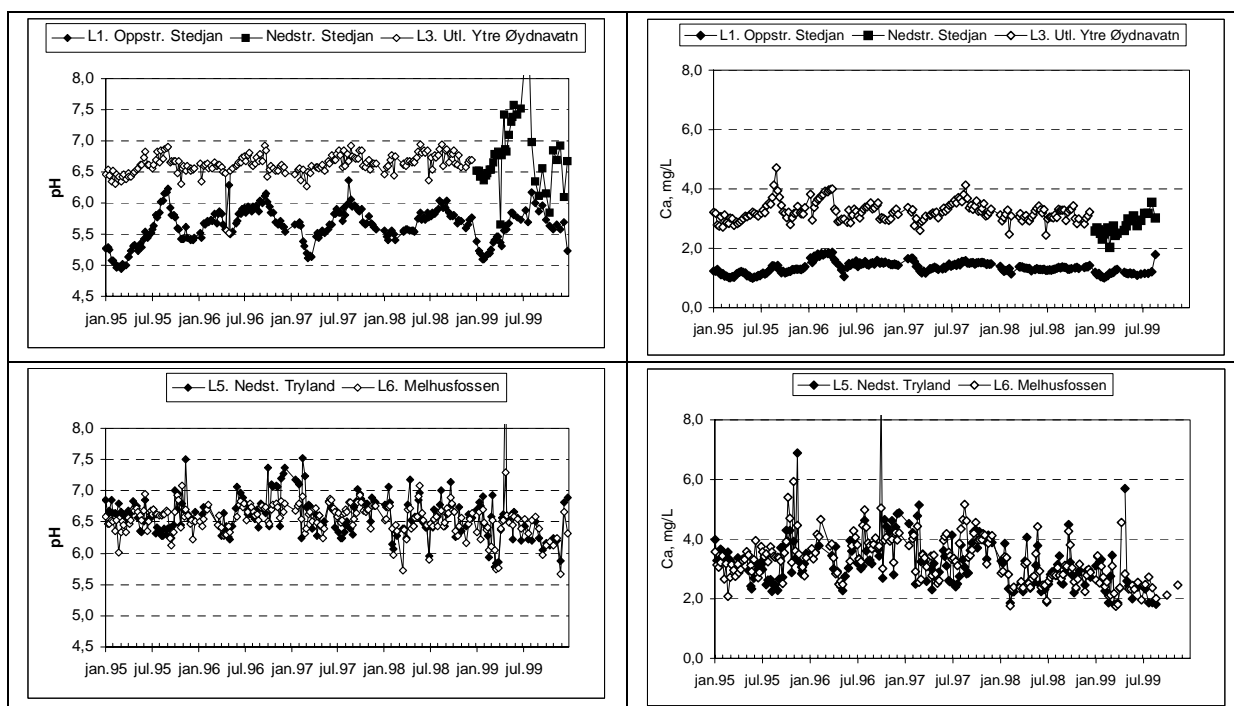 L1. Oppstr. Stedjan Nedstr. Stedjan L3. Utl. Ytre Øydnavatn
8,0
7,5
7,0
6,5
6,0
5,5
5,0
4,5
pH
jan.95 jul.95 jan.96 jul.96 jan.97 jul.97 jan.98 jul.98 jan.99 jul.99
L1. Oppstr. Stedjan Nedstr. Stedjan L3. Utl. Ytre Øydnavatn
8,0
6,0
4,0
2,0
0,0
Ca, mg/L
jan.95 jul.95 jan.96 jul.96 jan.97 jul.97 jan.98 jul.98 jan.99 jul.99
L5. Nedst. Tryland L6. Melhusfossen
8,0
7,5
7,0
6,5
6,0
5,5
5,0
4,5
pH
jan.95 jul.95 jan.96 jul.96 jan.97 jul.97 jan.98 jul.98 jan.99 jul.99
L5. Nedst. Tryland L6. Melhusfossen
8,0
6,0
4,0
2,0
0,0
Ca, mg/L
jan.95 jul.95 jan.96 jul.96 jan.97 jul.97 jan.98 jul.98 jan.99 jul.99